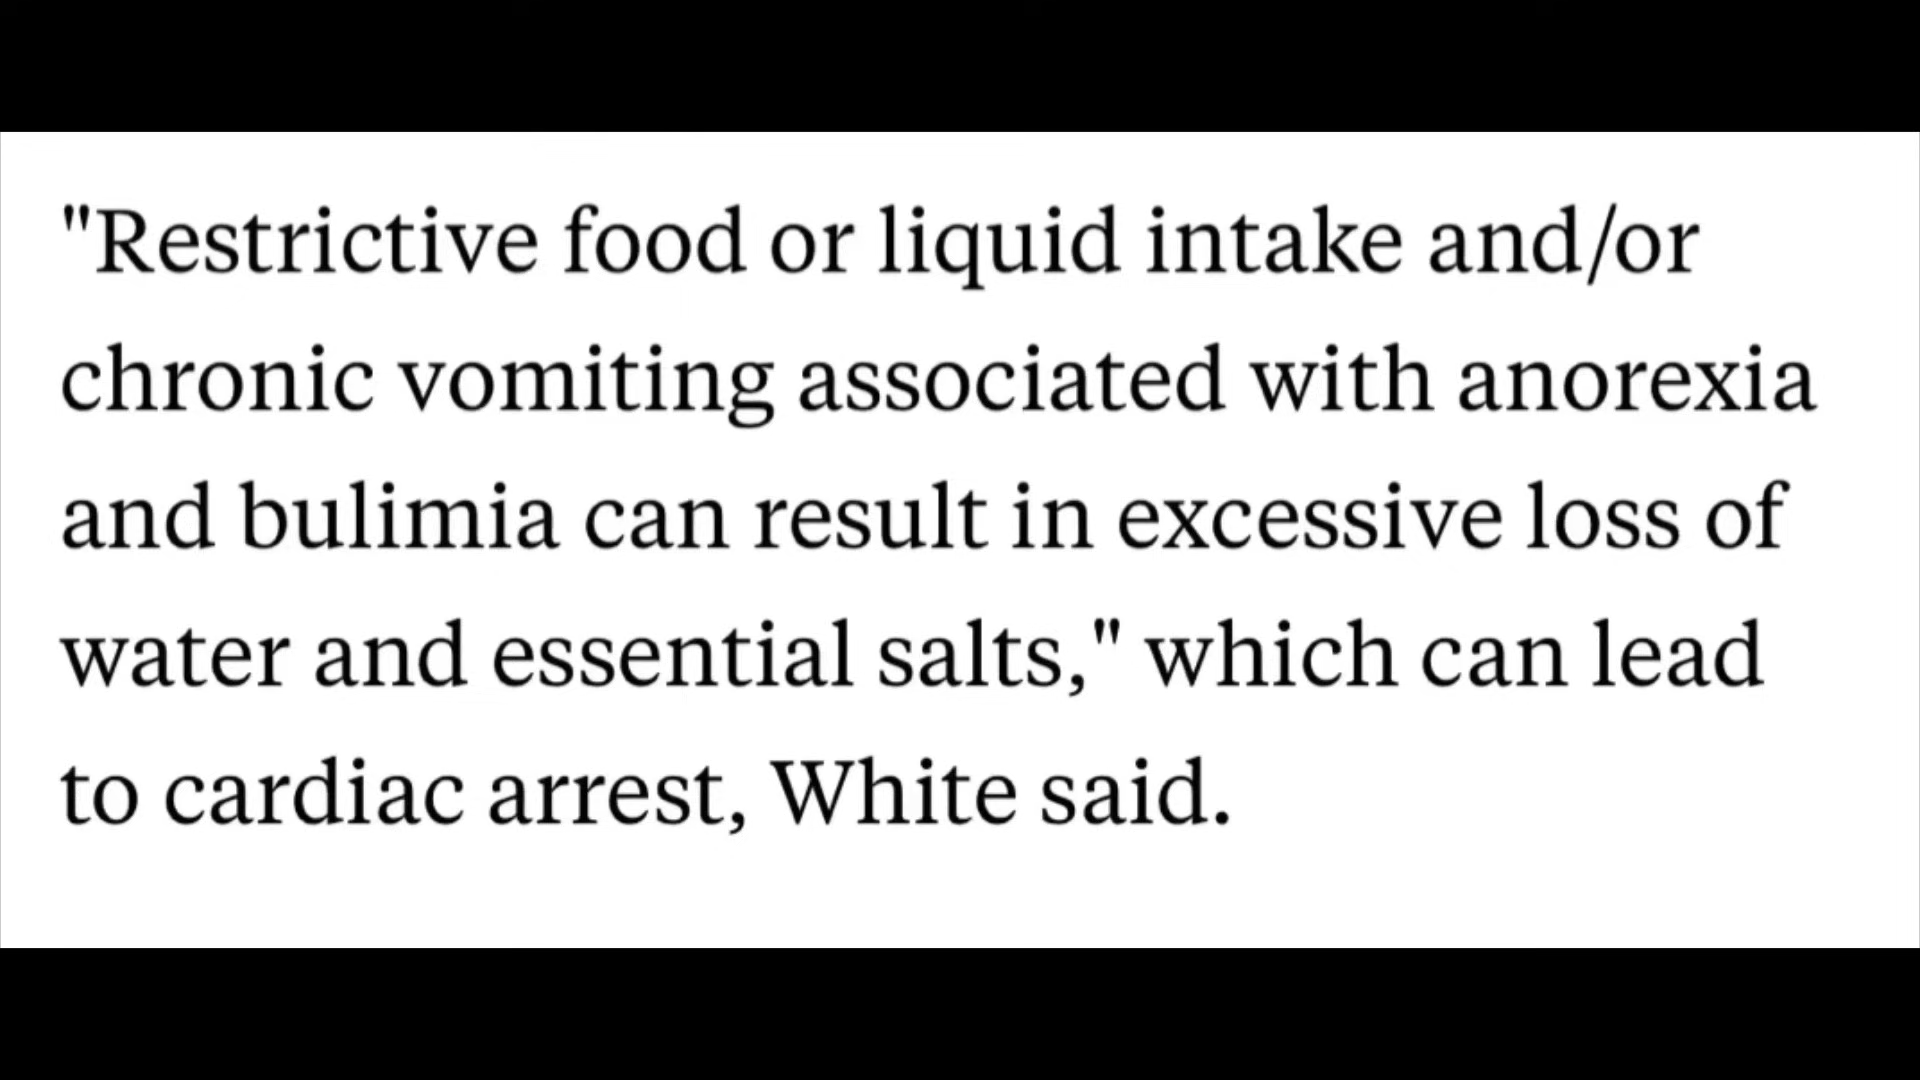 "Restrictive food or liquid intake and/or
chronic vomiting associated with anorexia
and bulimia can result in excessive loss of
water and essential salts," which can lead
to cardiac arrest, White said.